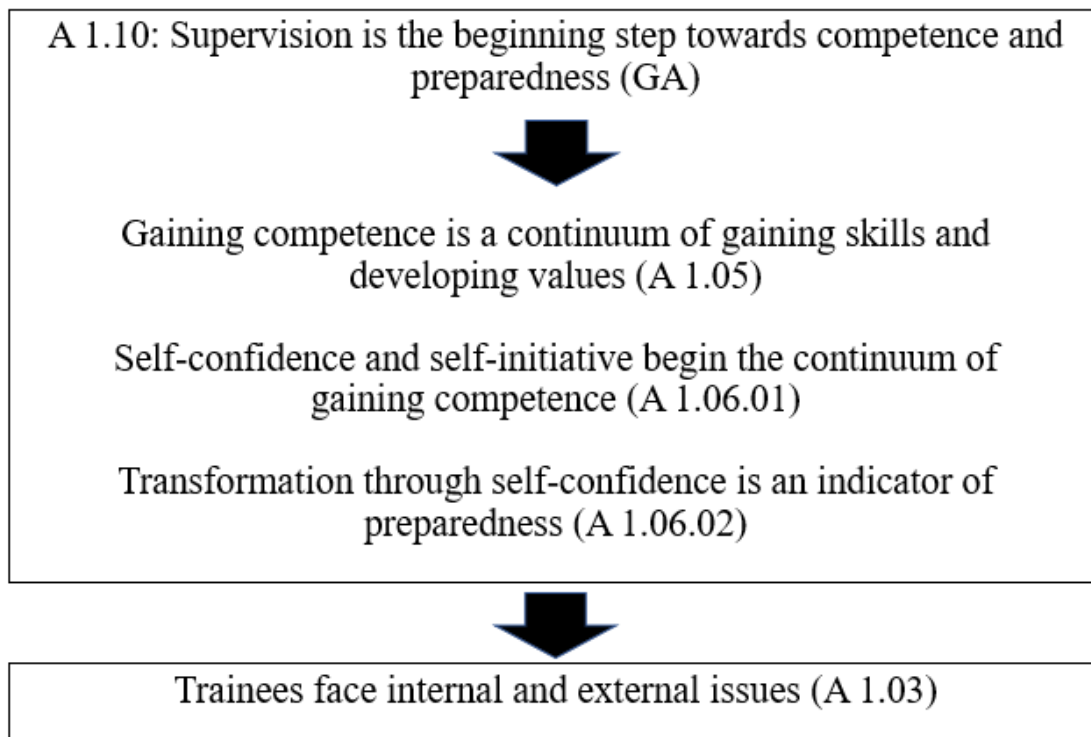 A 1.10: Supervision is the beginning step towards competence and
preparedness (GA)
Gaining competence is a continuum of gaining skills and
developing values (A 1.05)
Self-confidence and self-initiative begin the continuum of
gaining competence (A 1.06.01)
Transformation through self-confidence is an indicator of
preparedness (A 1.06.02)
Trainees face internal and external issues (A 1.03)